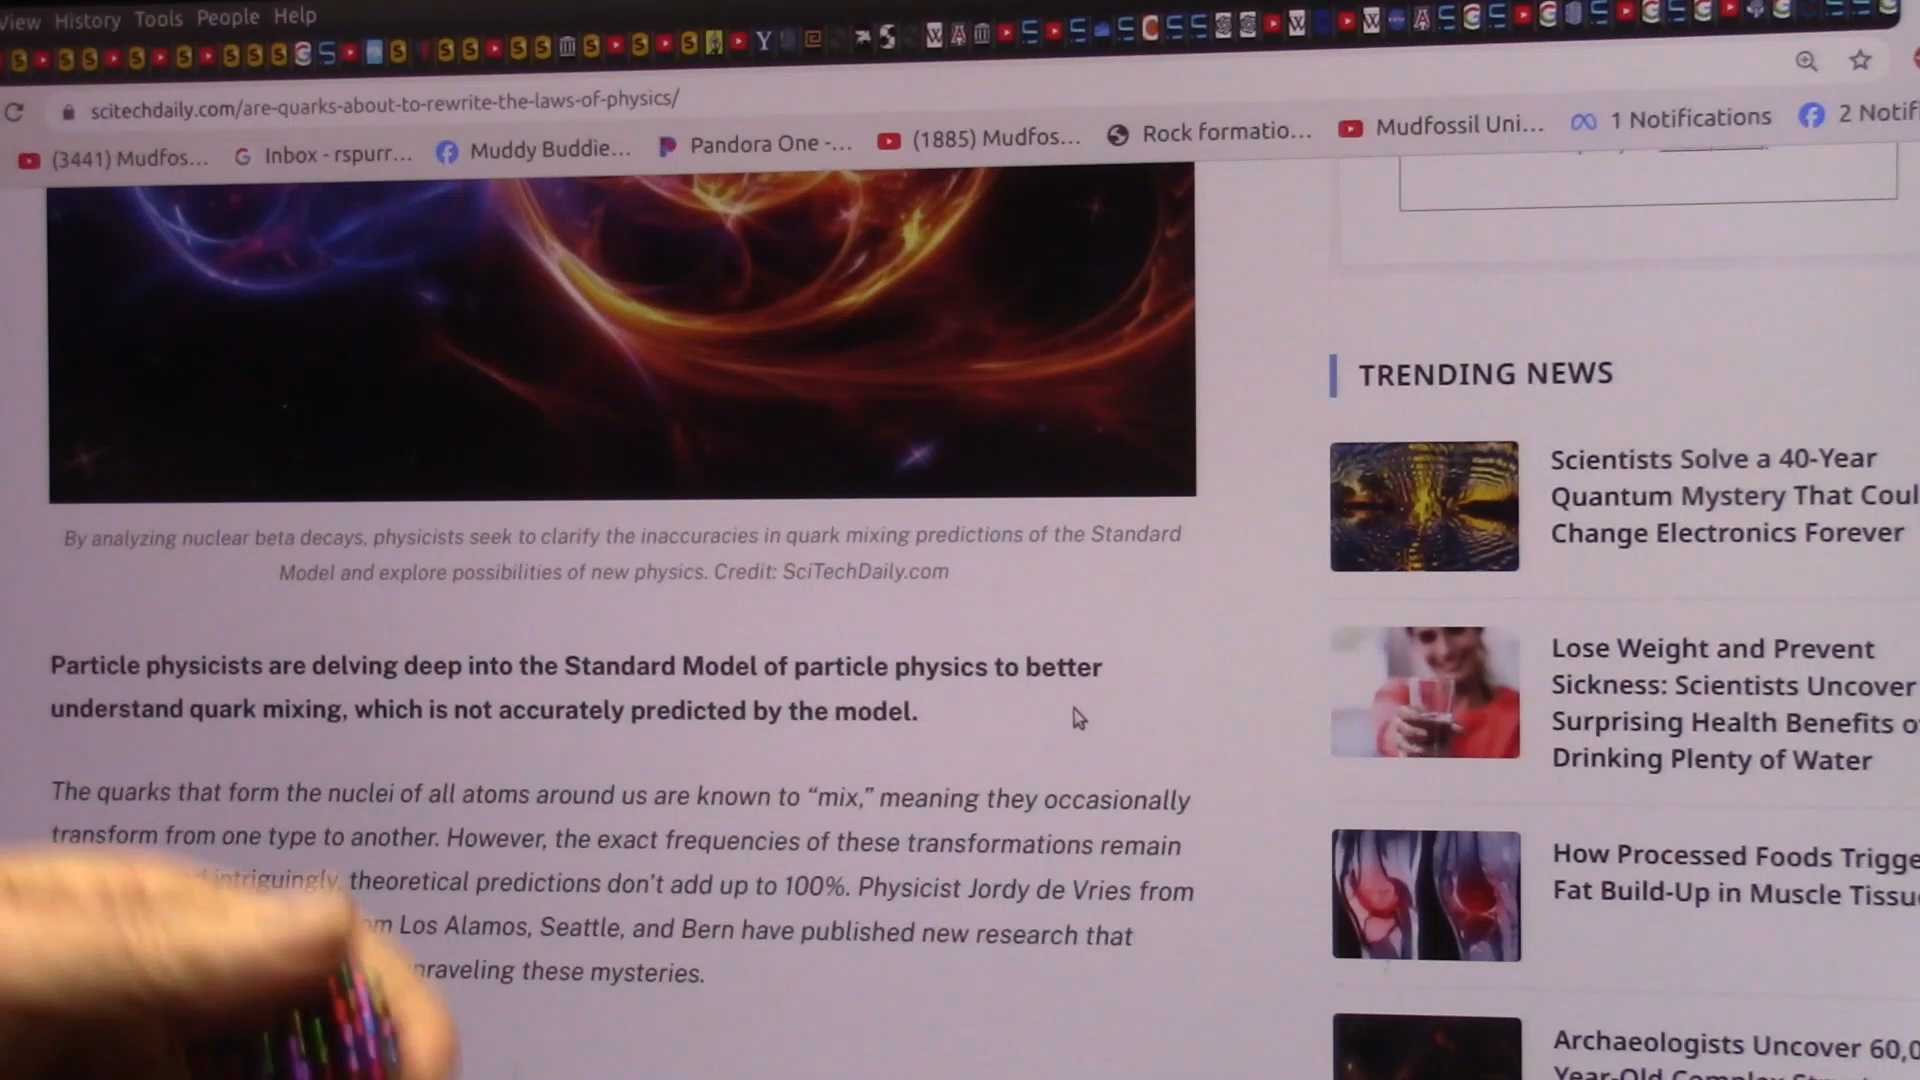 View History Tools People Help
scitechdaily.com/are-quarks-about-to-rewrite-the-laws-of-physics/
(3441) Mudfos... Inbox - rspurr... Muddy Buddie... Pandora One -... (1885) Mudfos... Rock formatio... Mudfossil Uni... 1 Notifications 2 Notif
By analyzing nuclear beta decays, physicists seek to clarify the inaccuracies in quark mixing predictions of the Standard
Model and explore possibilities of new physics. Credit: SciTechDaily.com
Particle physicists are delving deep into the Standard Model of particle physics to better
understand quark mixing, which is not accurately predicted by the model.
The quarks that form the nuclei of all atoms around us are known to “mix,” meaning they occasionally
transform from one type to another. However, the exact frequencies of these transformations remain
intriguingly, theoretical predictions don’t add up to 100%. Physicist Jordy de Vries from
Los Alamos, Seattle, and Bern have published new research that
these mysteries.
TRENDING NEWS
Scientists Solve a 40-Year
Quantum Mystery That Coul
Change Electronics Forever
Lose Weight and Prevent
Sickness: Scientists Uncover
Surprising Health Benefits o
Drinking Plenty of Water
How Processed Foods Trigge
Fat Build-Up in Muscle Tissu
Archaeologists Uncover 60,0